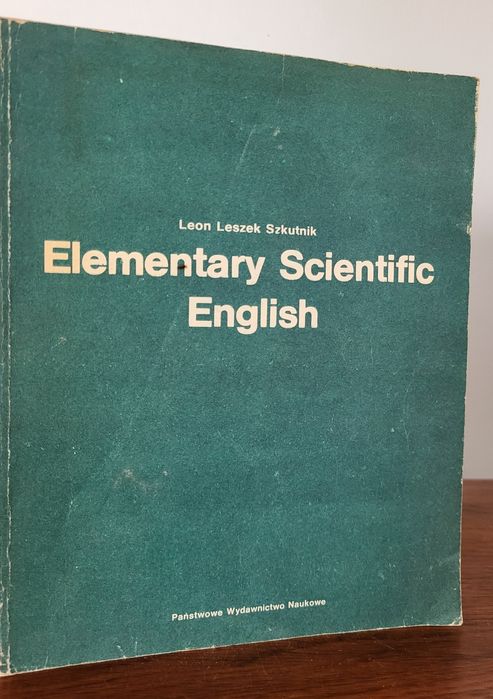 Leon Leszek Szkutnik
Elementary Scientific
English
Państwowe Wydawnictwo Naukowe